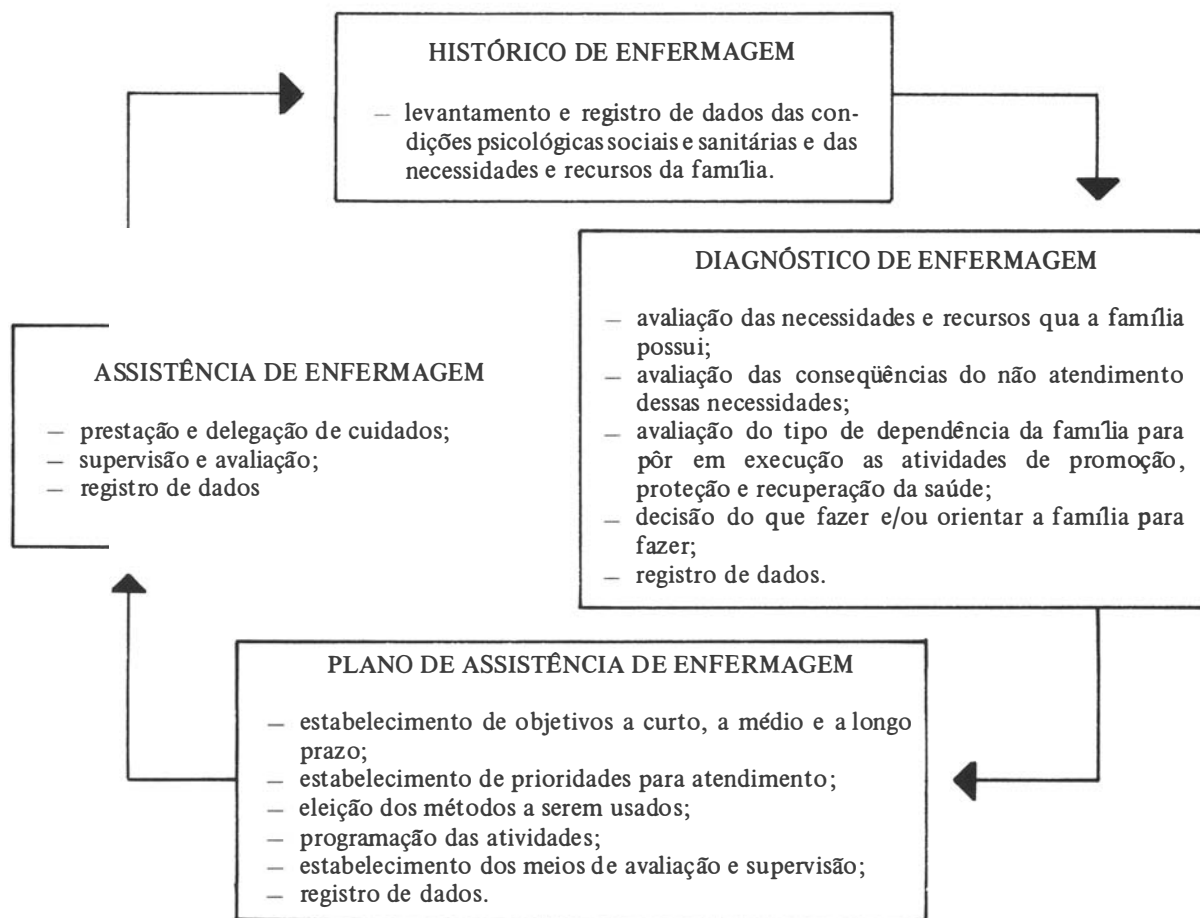 HISTÓRICO DE ENFERMAGEM
— levantamento e registro de dados das con-
dições psicológicas sociais e sanitárias e das
necessidades e recursos da família.
DIAGNÓSTICO DE ENFERMAGEM
— avaliação das necessidades e recursos qua a família
possui;
— avaliação das conseqüências do não atendimento
dessas necessidades;
— avaliação do tipo de dependência da família para
pôr em execução as atividades de promoção,
proteção e recuperação da saúde;
— decisão do que fazer e/ou orientar a família para
fazer;
— registro de dados.
PLANO DE ASSISTÊNCIA DE ENFERMAGEM
— estabelecimento de objetivos a curto, a médio e a longo
prazo;
— estabelecimento de prioridades para atendimento;
— eleição dos métodos a serem usados;
— programação das atividades;
— estabelecimento dos meios de avaliação e supervisão;
— registro de dados.
ASSISTÊNCIA DE ENFERMAGEM
— prestação e delegação de cuidados;
— supervisão e avaliação;
— registro de dados